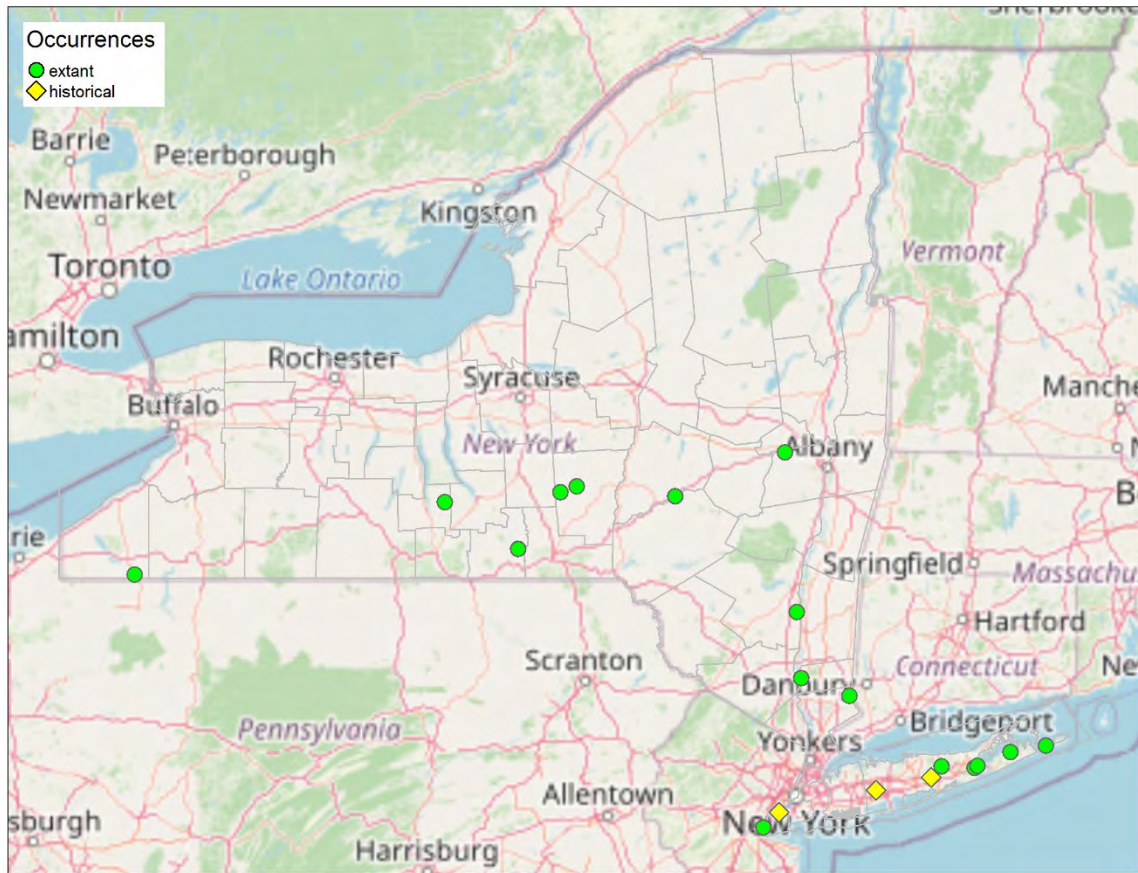 Sherbrooke
Occurrences
extant
historical
Barrie
Peterborough
Newmarket
Kingston
Toronto
Lake Ontario
Vermont
amilton
Rochester
Syracuse
Manche
Buffalo
New York
Albany
N
B
rie
Springfield
Massachu
Hartford
Scranton
Connecticut
Ne
Danbury
Pennsylvania
Bridgeport
Yonkers
Allentown
New York
sburgh
Harrisburg